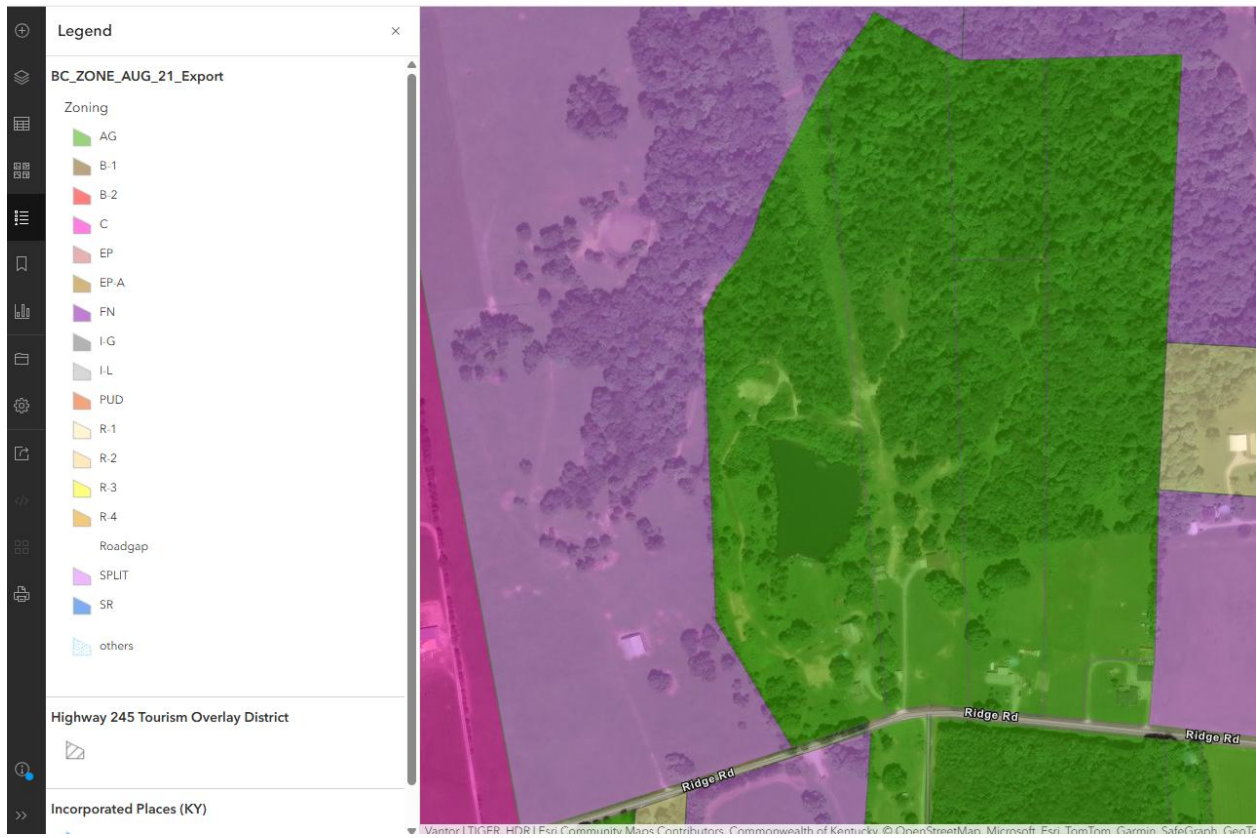 Legend
BC_ZONE_AUG_21_Export
Zoning
AG
B-1
B-2
C
EP
EP-A
FN
I-G
I-L
PUD
R-1
R-2
R-3
R-4
Roadgap
SPLIT
SR
others
Highway 245 Tourism Overlay District
Incorporated Places (KY)
Ridge Rd
Ridge Rd
Ridge Rd
Vantor | TIGER, HDR | Esri Community Maps Contributors, Commonwealth of Kentucky, © OpenStreetMap, Microsoft, Esri, TomTom, Garmin, SafeGraph,